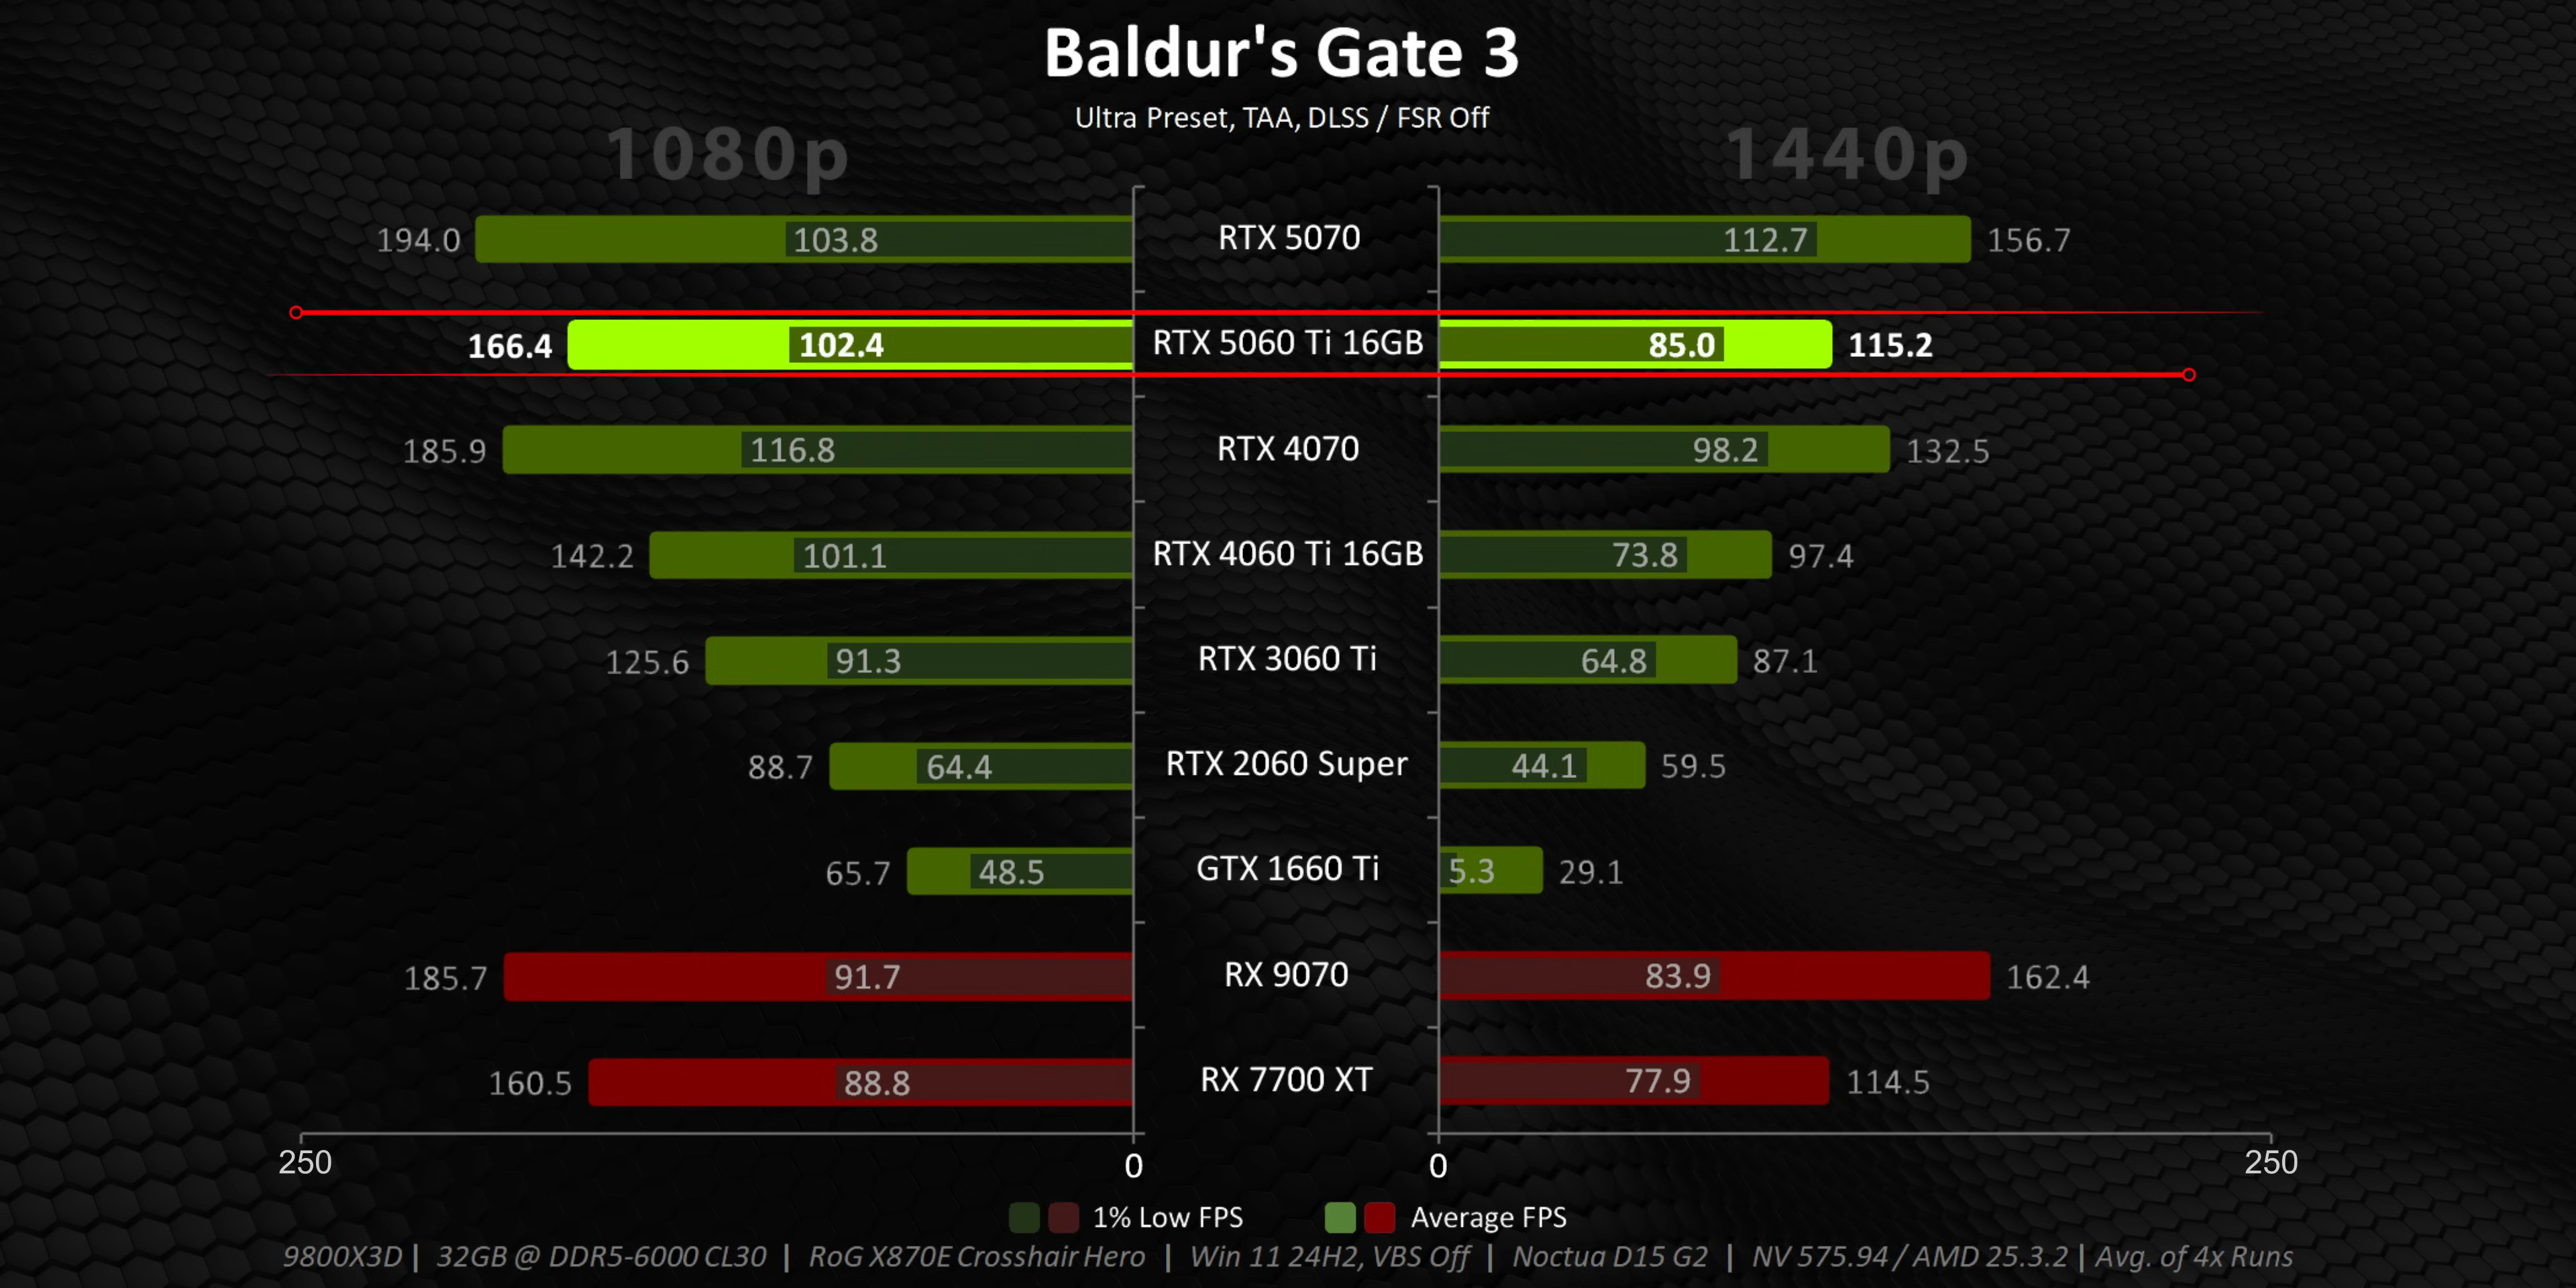 Baldur's Gate 3
Ultra Preset, TAA, DLSS / FSR Off
1080p 1440p
194.0 103.8 RTX 5070 112.7 156.7
166.4 102.4 RTX 5060 Ti 16GB 85.0 115.2
185.9 116.8 RTX 4070 98.2 132.5
142.2 101.1 RTX 4060 Ti 16GB 73.8 97.4
125.6 91.3 RTX 3060 Ti 64.8 87.1
88.7 64.4 RTX 2060 Super 44.1 59.5
65.7 48.5 GTX 1660 Ti 5.3 29.1
185.7 91.7 RX 9070 83.9 162.4
160.5 88.8 RX 7700 XT 77.9 114.5
250 0 0 250
1% Low FPS Average FPS
9800X3D | 32GB @ DDR5-6000 CL30 | RoG X870E Crosshair Hero | Win 11 24H2, VBS Off | Noctua D15 G2 | NV 575.94 / AMD 25.3.2 | Avg. of 4x Runs